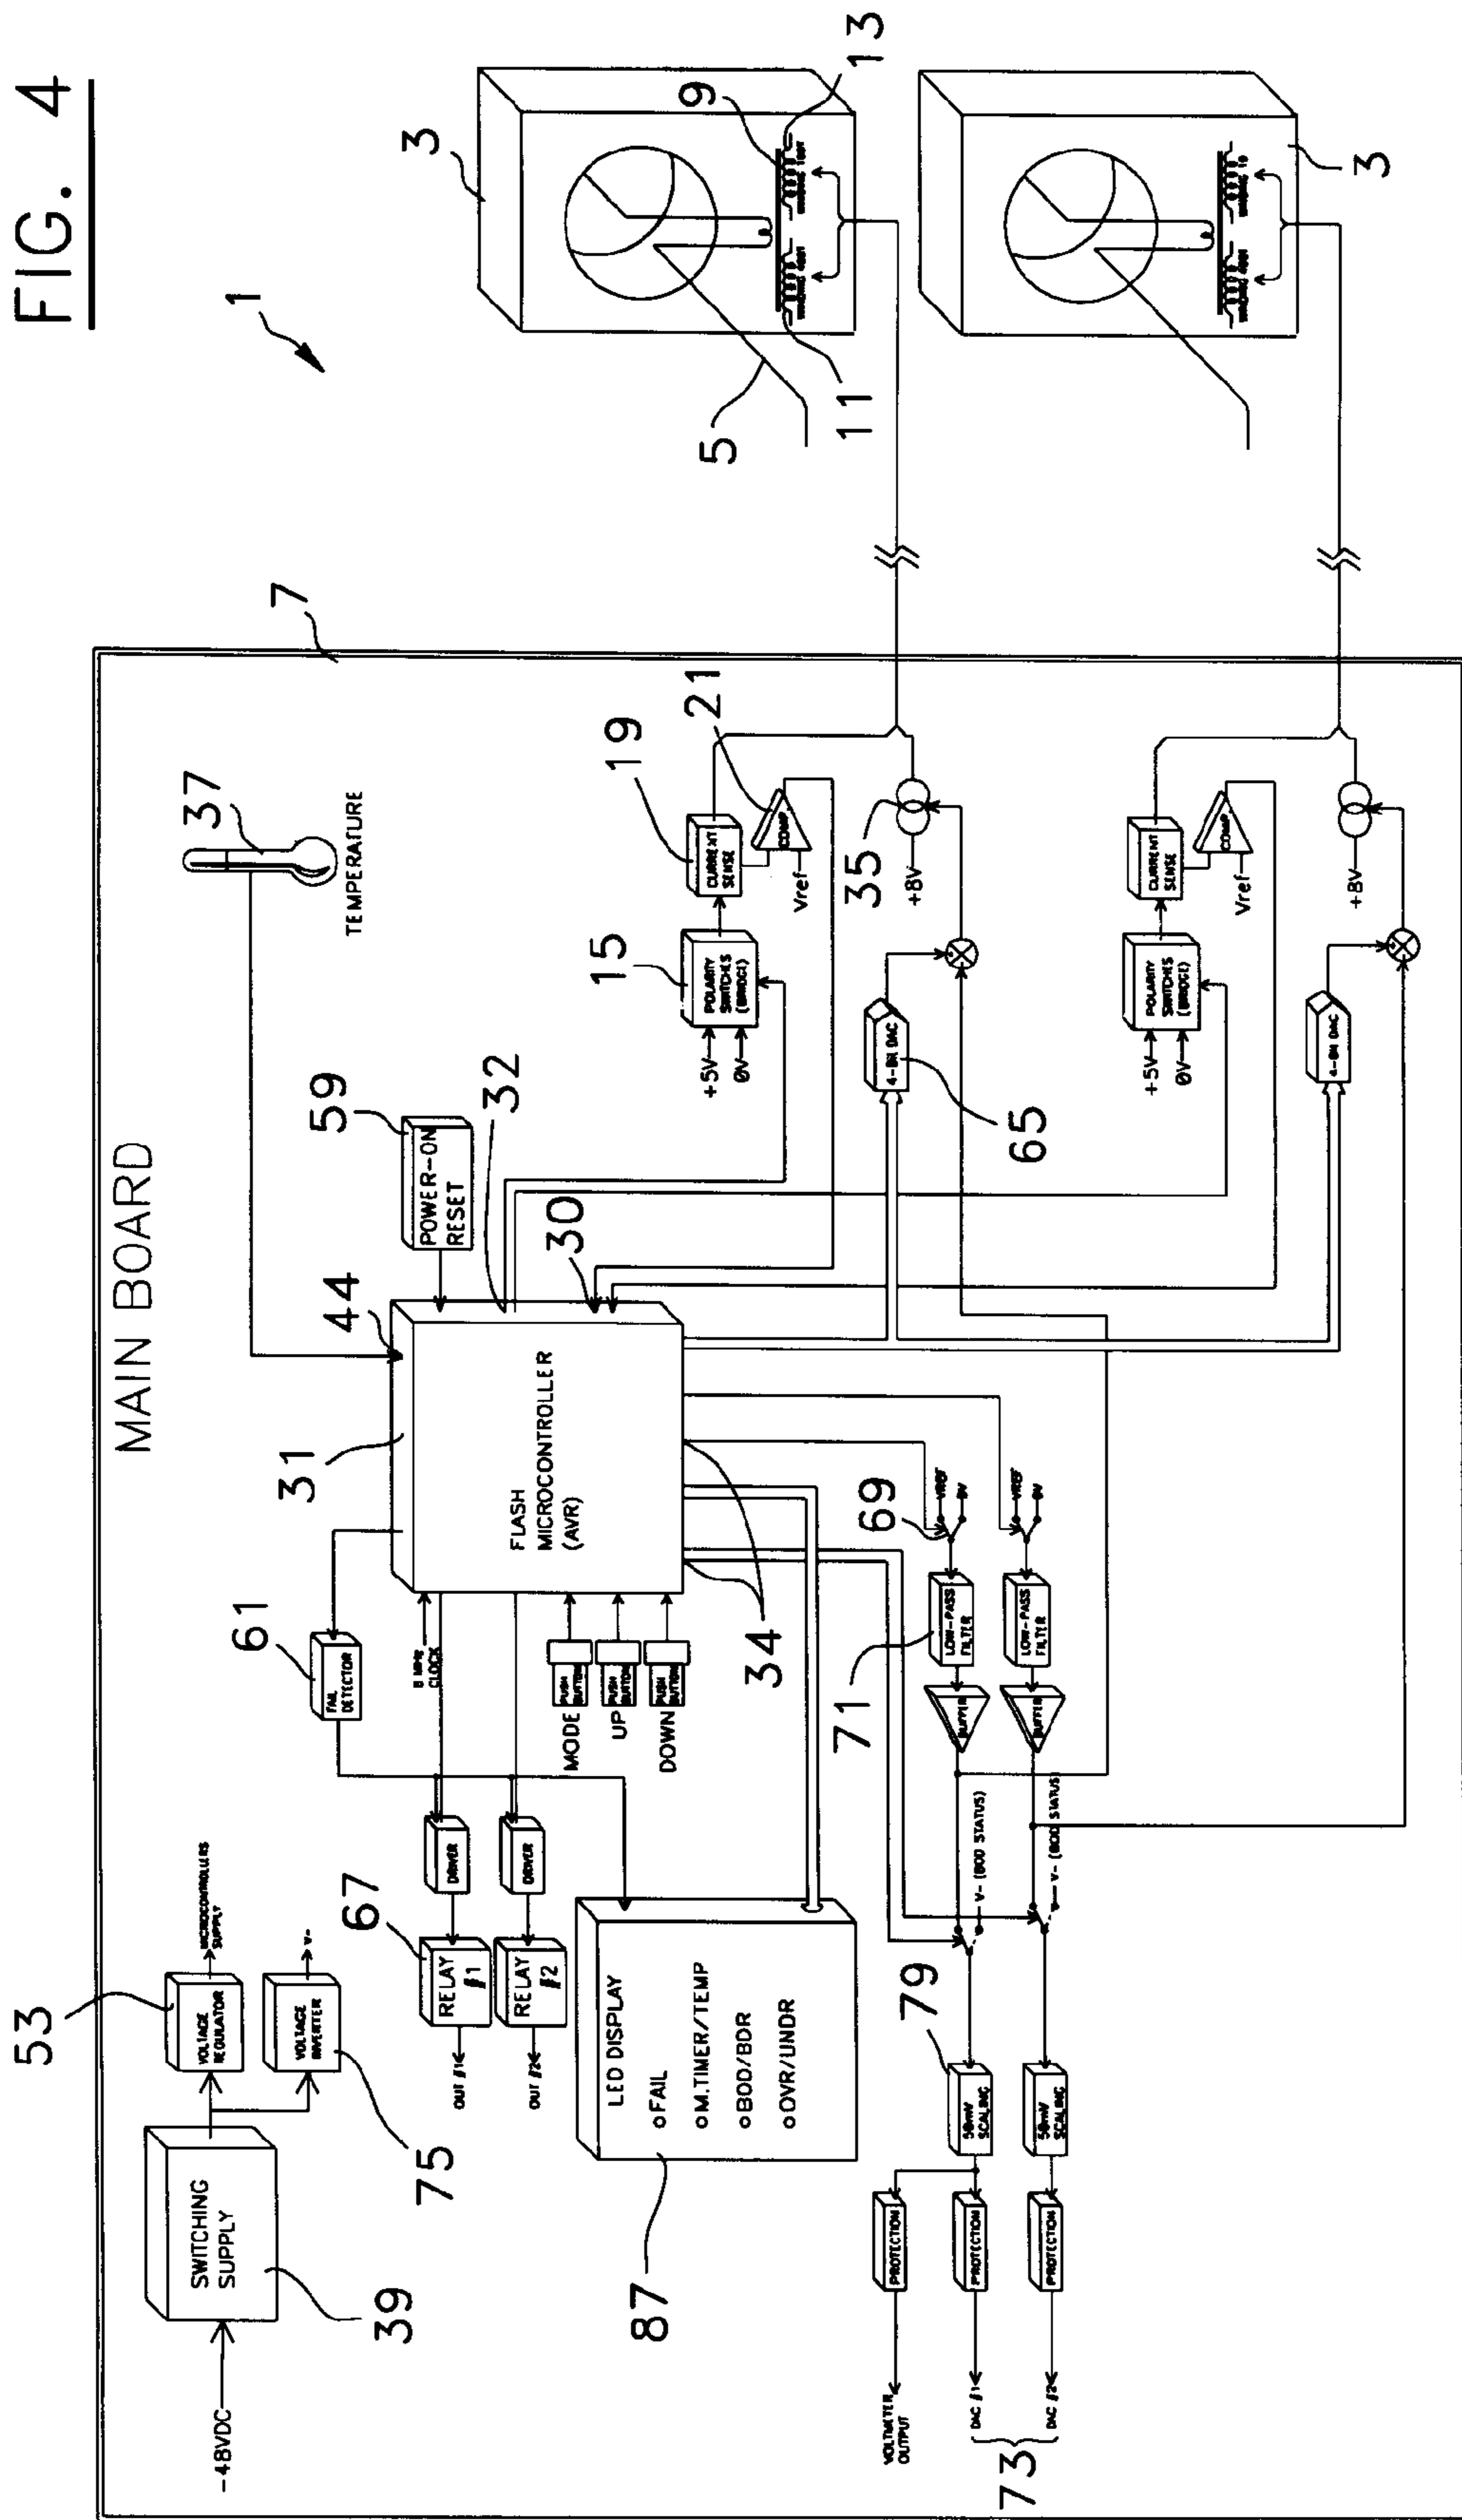 FIG. 4
MAIN BOARD
1
7
3
9
13
5
11
3
WINDING 4001
WINDING 4001
37
TEMPERATURE
53
-48VDC
SWITCHING
SUPPLY
39
VOLTAGE
REGULATOR
MICROCONTROLLERS
SUPPLY
VOLTAGE
INVERTER
V-
75
61
FAIL
DETECTOR
31
44
59
POWER-ON
RESET
32
30
FLASH
MICROCONTROLLER
(AVR)
8 MHz
CLOCK
34
67
DRIVER
DRIVER
RELAY
#1
RELAY
#2
OUT #1
OUT #2
MODE
UP
DOWN
PUSH
BUTTON
PUSH
BUTTON
PUSH
BUTTON
LED DISPLAY
FAIL
M.TIMER/TEMP
BOD/BDR
OVR/UNDR
87
15
POLARITY
SWITCHES
(BRIDGE)
+5V
0V
19
CURRENT
SENSE
21
COMP
Vref
35
+8V
65
4-BIT DAC
POLARITY
SWITCHES
(BRIDGE)
+5V
0V
CURRENT
SENSE
COMP
Vref
+8V
4-BIT DAC
69
VREF
0V
VREF
0V
71
LOW-PASS
FILTER
LOW-PASS
FILTER
BUFFER
BUFFER
V- (BOD STATUS)
V- (BOD STATUS)
79
50mV
SCALING
50mV
SCALING
PROTECTION
PROTECTION
PROTECTION
VOLTMETER
OUTPUT
DAC #1
DAC #2
73